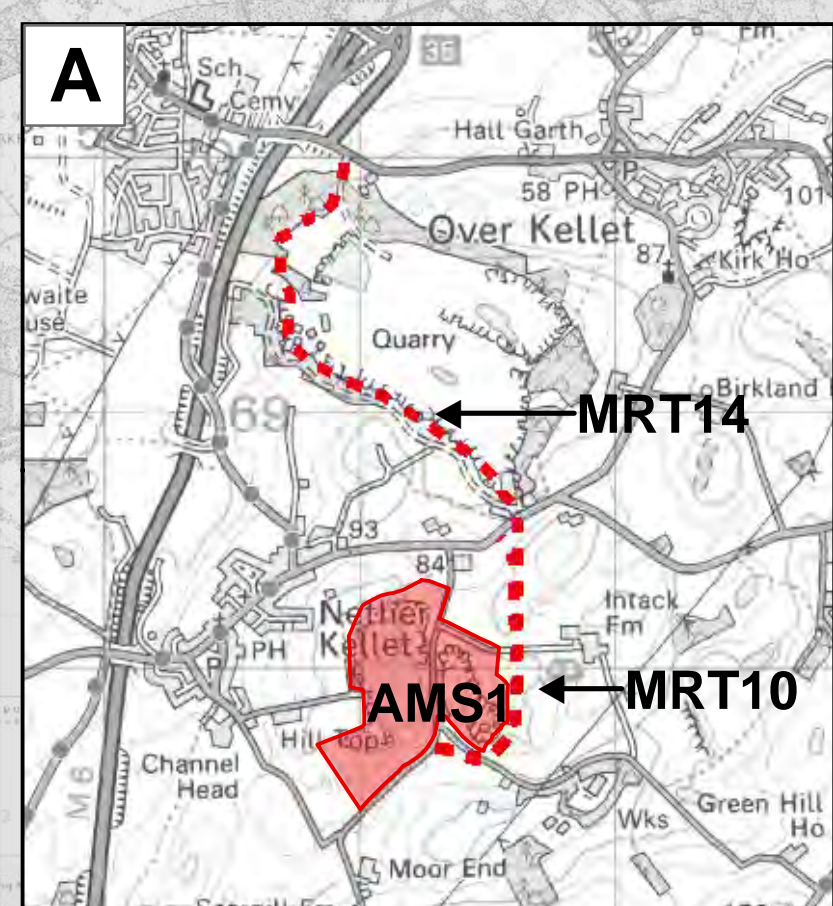 A
36
Fm
Sch
Cemy
Hall Garth
P
58 PH
101
Over Kellet
87
Kirk Ho
waite
use
Quarry
69
MRT14
Birkland
93
84
Nether
Kellet
Intack
Fm
PH
P
AMS1
MRT10
Hill Top
Channel
Head
M6
Wks
Green Hill
Ho
Moor End